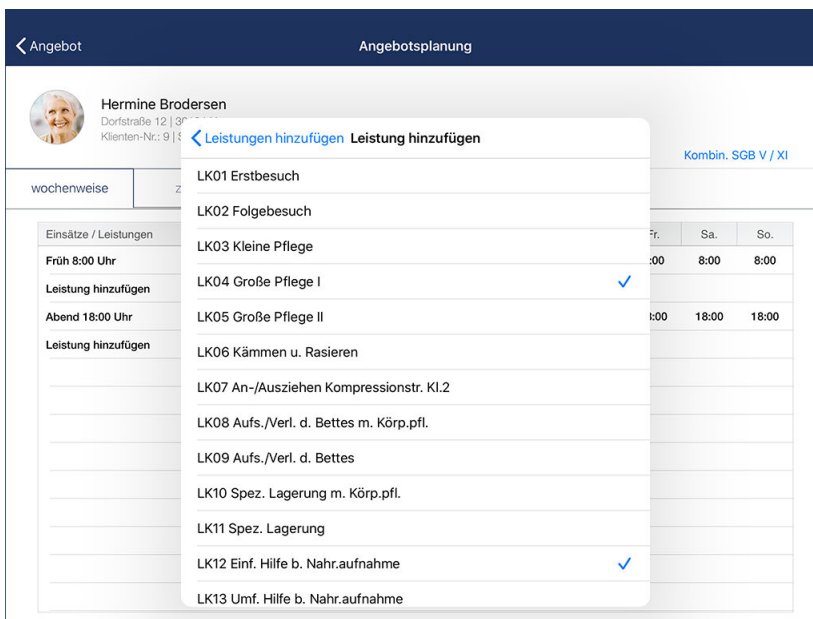 Angebot
Angebotsplanung
Hermine Brodersen
Dorfstraße 12 |
Klienten-Nr.: 9 |
Kombin. SGB V / XI
wochenweise
Leistungen hinzufügen Leistung hinzufügen
LK01 Erstbesuch
LK02 Folgebesuch
LK03 Kleine Pflege
LK04 Große Pflege I
LK05 Große Pflege II
LK06 Kämmen u. Rasieren
LK07 An-/Ausziehen Kompressionstr. Kl.2
LK08 Aufs./Verl. d. Bettes m. Körp.pfl.
LK09 Aufs./Verl. d. Bettes
LK10 Spez. Lagerung m. Körp.pfl.
LK11 Spez. Lagerung
LK12 Einf. Hilfe b. Nahr.aufnahme
LK13 Umf. Hilfe b. Nahr.aufnahme
Einsätze / Leistungen Fr. Sa. So.
Früh 8:00 Uhr :00 8:00 8:00
Leistung hinzufügen
Abend 18:00 Uhr :00 18:00 18:00
Leistung hinzufügen